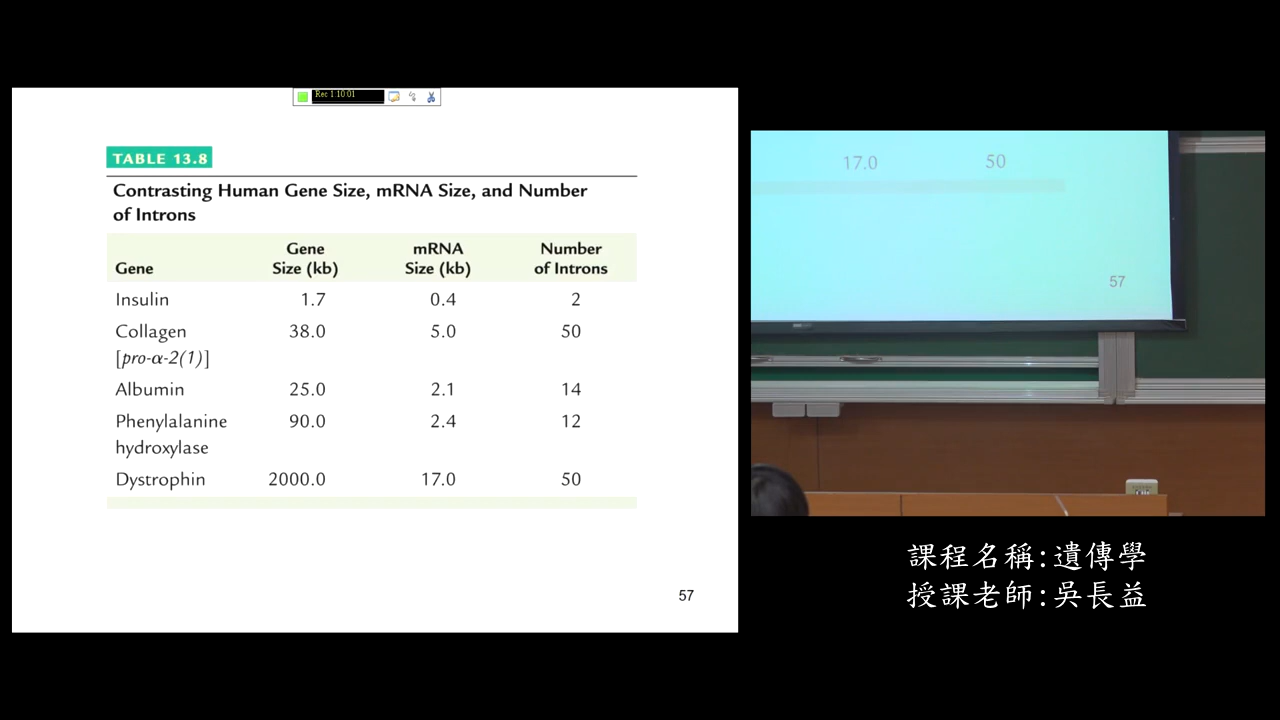 Rec 1 10:01
TABLE 13.8
Contrasting Human Gene Size, mRNA Size, and Number
of Introns
Gene Gene Size (kb) mRNA Size (kb) Number of Introns
Insulin 1.7 0.4 2
Collagen 38.0 5.0 50
[pro-α-2(1)]
Albumin 25.0 2.1 14
Phenylalanine 90.0 2.4 12
hydroxylase
Dystrophin 2000.0 17.0 50
57
17.0 50
57
課程名稱:遺傳學
授課老師:吳長益